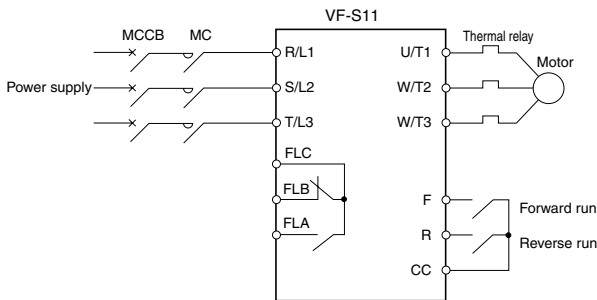 VF-S11
MCCB MC
R/L1
U/T1
Thermal relay
Motor
Power supply
S/L2
W/T2
T/L3
W/T3
FLC
FLB
FLA
F
Forward run
R
Reverse run
CC